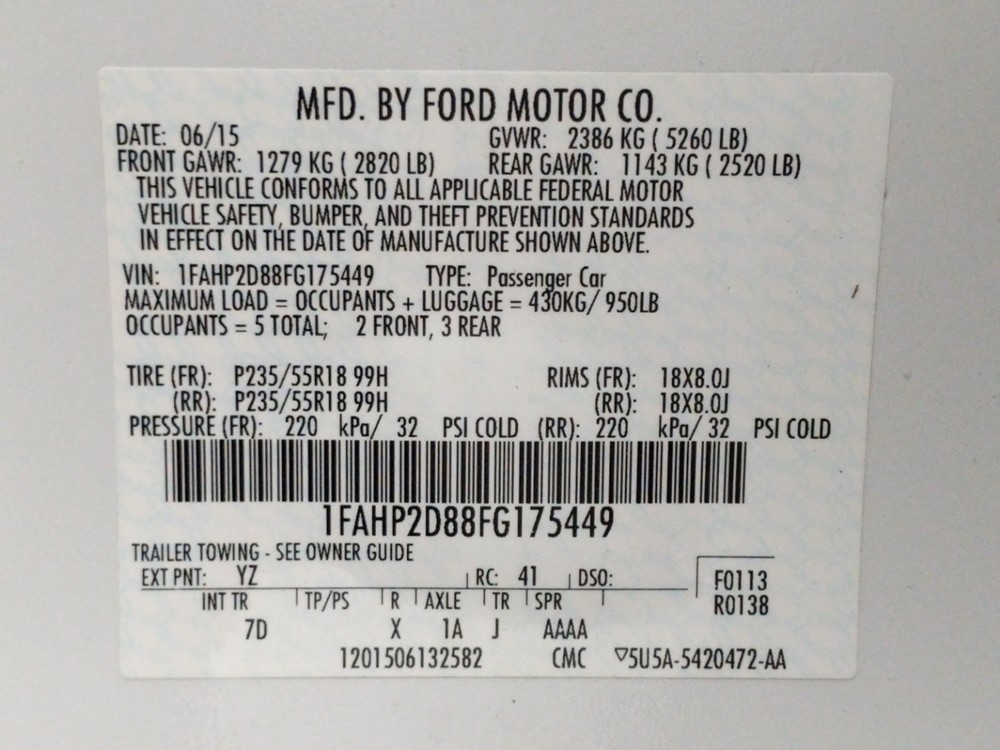 MFD. BY FORD MOTOR CO.
DATE: 06/15 GVWR: 2386 KG ( 5260 LB)
FRONT GAWR: 1279 KG ( 2820 LB) REAR GAWR: 1143 KG ( 2520 LB)
THIS VEHICLE CONFORMS TO ALL APPLICABLE FEDERAL MOTOR
VEHICLE SAFETY, BUMPER, AND THEFT PREVENTION STANDARDS
IN EFFECT ON THE DATE OF MANUFACTURE SHOWN ABOVE.
VIN: 1FAHP2D88FG175449 TYPE: Passenger Car
MAXIMUM LOAD = OCCUPANTS + LUGGAGE = 430KG/ 950LB
OCCUPANTS = 5 TOTAL; 2 FRONT, 3 REAR
TIRE (FR): P235/55R18 99H RIMS (FR): 18X8.0J
(RR): P235/55R18 99H (RR): 18X8.0J
PRESSURE (FR): 220 kPa/ 32 PSI COLD (RR): 220 kPa/ 32 PSI COLD
1FAHP2D88FG175449
TRAILER TOWING - SEE OWNER GUIDE
EXT PNT: YZ RC: 41 DSO: F0113
INT TR TP/PS R AXLE TR SPR R0138
7D X 1A J AAAA
1201506132582 CMC ▽5U5A-5420472-AA